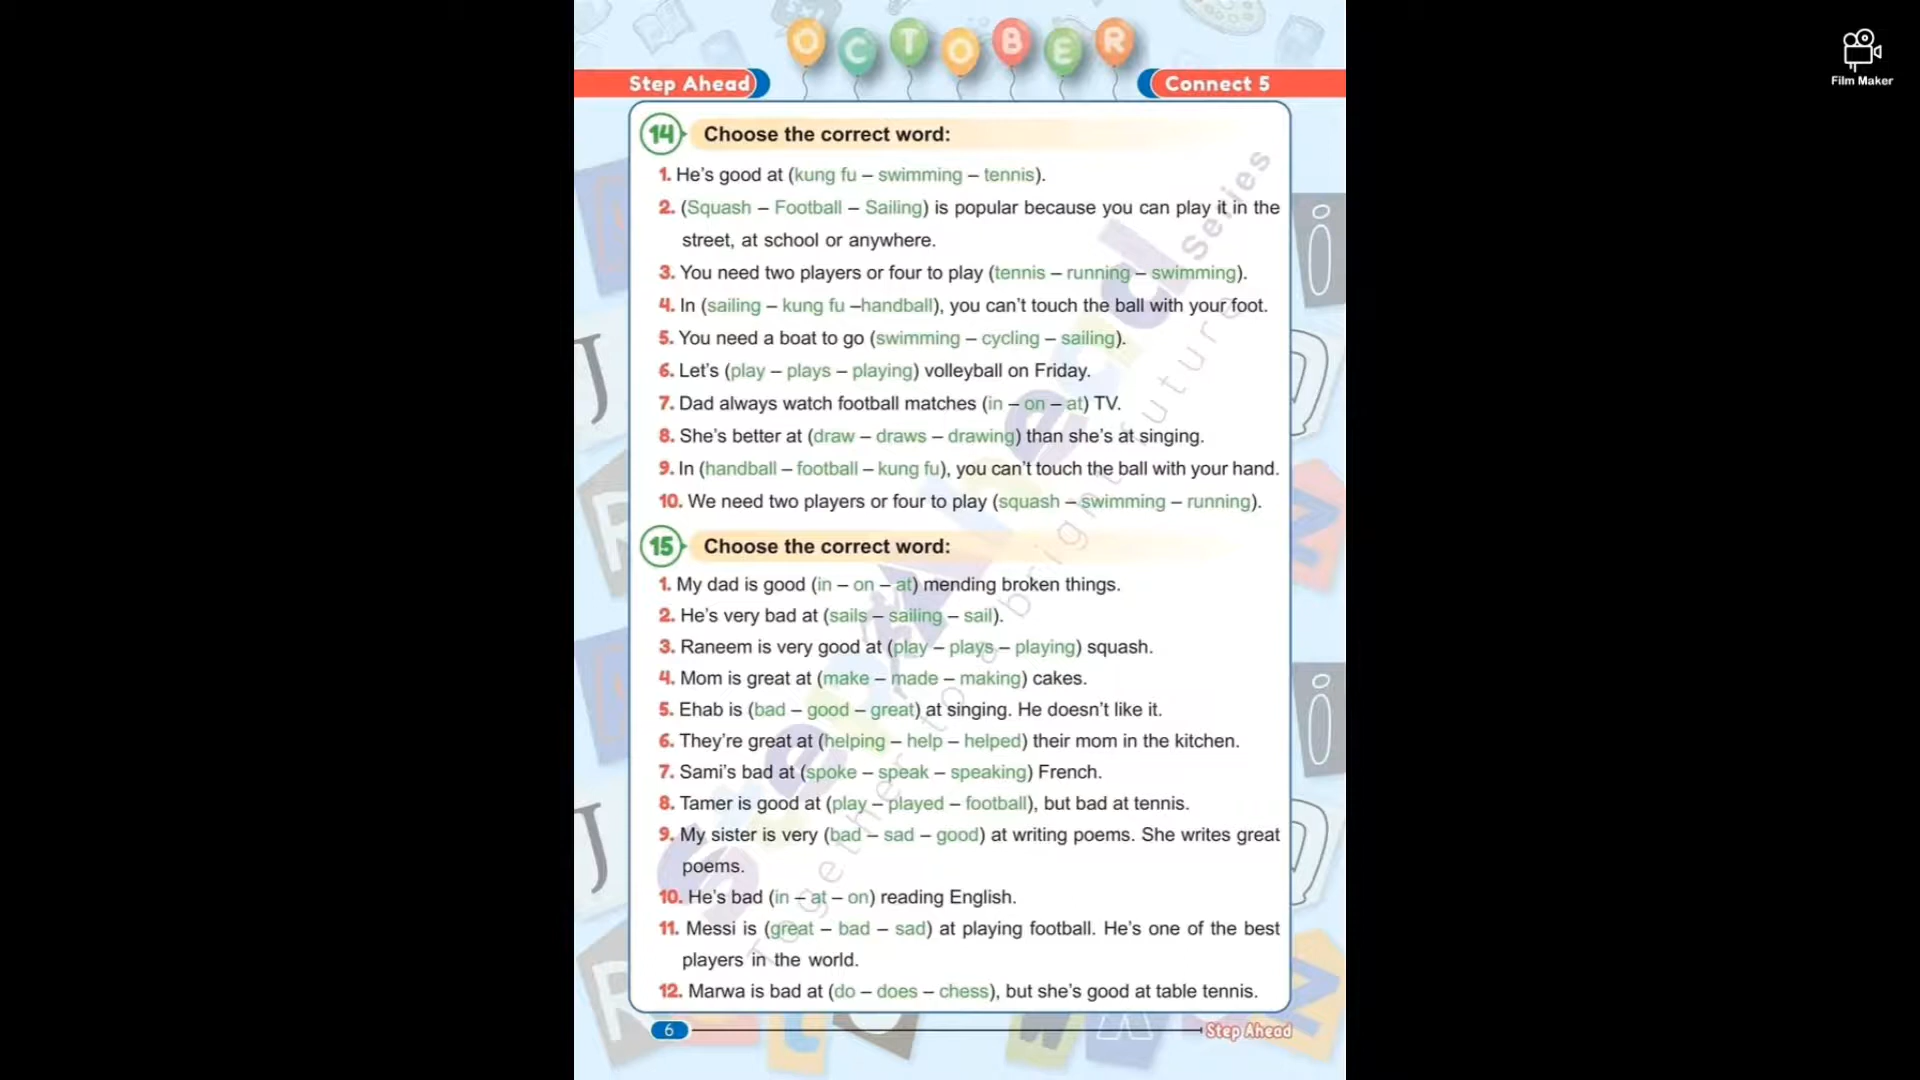 OCTOBER
Step Ahead
Connect 5
Film Maker
14 Choose the correct word:
1. He's good at (kung fu – swimming – tennis).
2. (Squash – Football – Sailing) is popular because you can play it in the
street, at school or anywhere.
3. You need two players or four to play (tennis – running – swimming).
4. In (sailing – kung fu –handball), you can't touch the ball with your foot.
5. You need a boat to go (swimming – cycling – sailing).
6. Let's (play – plays – playing) volleyball on Friday.
7. Dad always watch football matches (in – on – at) TV.
8. She's better at (draw – draws – drawing) than she's at singing.
9. In (handball – football – kung fu), you can't touch the ball with your hand.
10. We need two players or four to play (squash – swimming – running).
15 Choose the correct word:
1. My dad is good (in – on – at) mending broken things.
2. He's very bad at (sails – sailing – sail).
3. Raneem is very good at (play – plays – playing) squash.
4. Mom is great at (make – made – making) cakes.
5. Ehab is (bad – good – great) at singing. He doesn't like it.
6. They're great at (helping – help – helped) their mom in the kitchen.
7. Sami's bad at (spoke – speak – speaking) French.
8. Tamer is good at (play – played – football), but bad at tennis.
9. My sister is very (bad – sad – good) at writing poems. She writes great
poems.
10. He's bad (in – at – on) reading English.
11. Messi is (great – bad – sad) at playing football. He's one of the best
players in the world.
12. Marwa is bad at (do – does – chess), but she's good at table tennis.
Step Ahead Series
Together to a bright future
6
Step Ahead